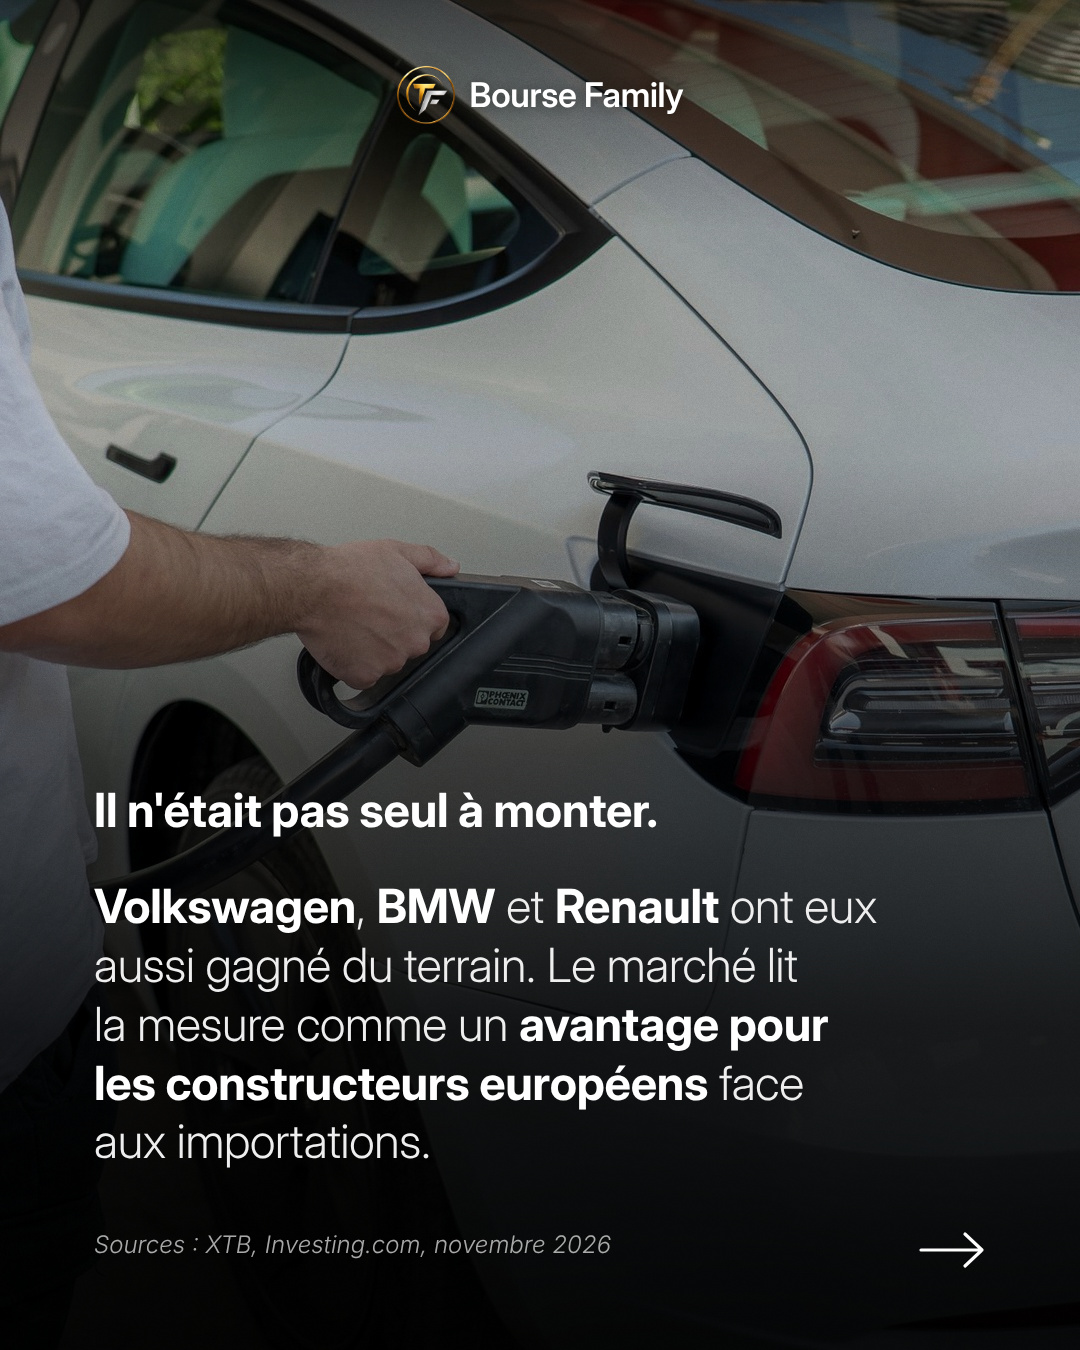 Bourse Family
PHŒNIX
CONTACT
Il n'était pas seul à monter.
Volkswagen, BMW et Renault ont eux
aussi gagné du terrain. Le marché lit
la mesure comme un avantage pour
les constructeurs européens face
aux importations.
Sources : XTB, Investing.com, novembre 2026